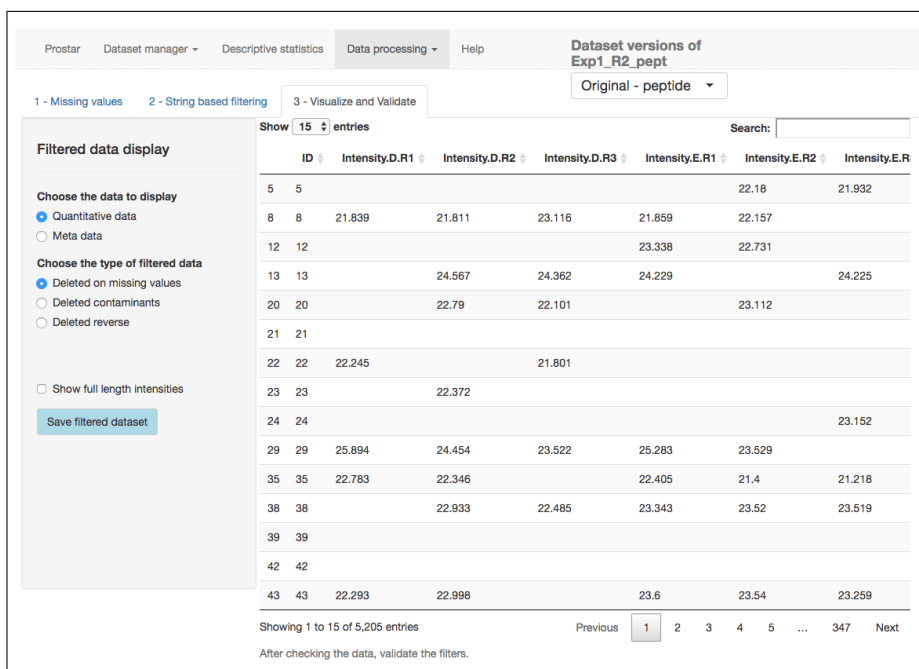 Prostar Dataset manager Descriptive statistics Data processing Help
Dataset versions of
Exp1_R2_pept
Original - peptide
1 - Missing values 2 - String based filtering 3 - Visualize and Validate
Filtered data display
Choose the data to display
Quantitative data
Meta data
Choose the type of filtered data
Deleted on missing values
Deleted contaminants
Deleted reverse
Show full length intensities
Save filtered dataset
Show 15 entries Search:
ID Intensity.D.R1 Intensity.D.R2 Intensity.D.R3 Intensity.E.R1 Intensity.E.R2 Intensity.E.R3
5 5 22.18 21.932
8 8 21.839 21.811 23.116 21.859 22.157
12 12 23.338 22.731
13 13 24.567 24.362 24.229 24.225
20 20 22.79 22.101 23.112
21 21
22 22 22.245 21.801
23 23 22.372
24 24 23.152
29 29 25.894 24.454 23.522 25.283 23.529
35 35 22.783 22.346 22.405 21.4 21.218
38 38 22.933 22.485 23.343 23.52 23.519
39 39
42 42
43 43 22.293 22.998 23.6 23.54 23.259
Showing 1 to 15 of 5,205 entries Previous 1 2 3 4 5 ... 347 Next
After checking the data, validate the filters.